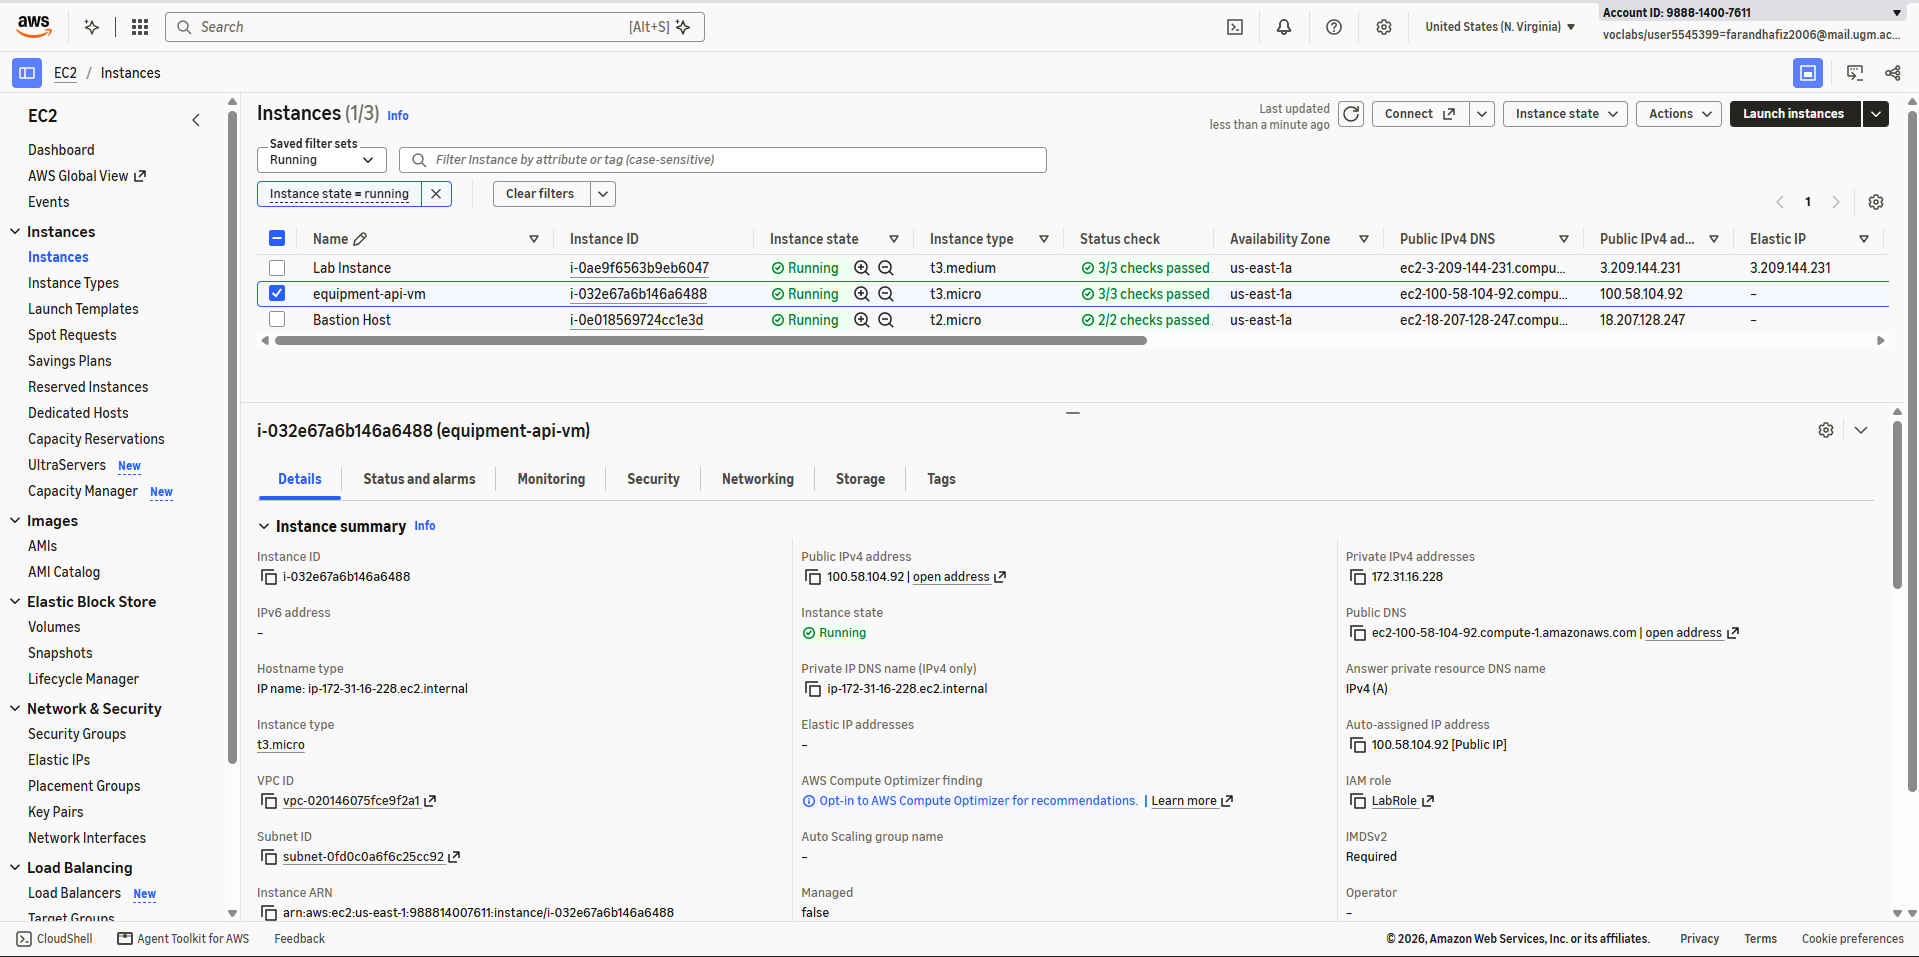 aws
Search
[Alt+S]
United States (N. Virginia)
Account ID: 9888-1400-7611
voclabs/user5545399=farandhafiz2006@mail.ugm.ac...
EC2 / Instances
EC2
Dashboard
AWS Global View
Events
Instances
Instances
Instance Types
Launch Templates
Spot Requests
Savings Plans
Reserved Instances
Dedicated Hosts
Capacity Reservations
UltraServers New
Capacity Manager New
Images
AMIs
AMI Catalog
Elastic Block Store
Volumes
Snapshots
Lifecycle Manager
Network & Security
Security Groups
Elastic IPs
Placement Groups
Key Pairs
Network Interfaces
Load Balancing
Load Balancers New
Target Groups
Instances (1/3) Info
Last updated
less than a minute ago
Connect
Instance state
Actions
Launch instances
Saved filter sets
Running
Filter Instance by attribute or tag (case-sensitive)
Instance state = running
Clear filters
1
Name Instance ID Instance state Instance type Status check Availability Zone Public IPv4 DNS Public IPv4 ad... Elastic IP
Lab Instance i-0ae9f6563b9eb6047 Running t3.medium 3/3 checks passed us-east-1a ec2-3-209-144-231.compu... 3.209.144.231 3.209.144.231
equipment-api-vm i-032e67a6b146a6488 Running t3.micro 3/3 checks passed us-east-1a ec2-100-58-104-92.compu... 100.58.104.92 –
Bastion Host i-0e018569724cc1e3d Running t2.micro 2/2 checks passed us-east-1a ec2-18-207-128-247.compu... 18.207.128.247 –
i-032e67a6b146a6488 (equipment-api-vm)
Details Status and alarms Monitoring Security Networking Storage Tags
Instance summary Info
Instance ID
i-032e67a6b146a6488
Public IPv4 address
100.58.104.92 | open address
Private IPv4 addresses
172.31.16.228
IPv6 address
–
Instance state
Running
Public DNS
ec2-100-58-104-92.compute-1.amazonaws.com | open address
Hostname type
IP name: ip-172-31-16-228.ec2.internal
Private IP DNS name (IPv4 only)
ip-172-31-16-228.ec2.internal
Answer private resource DNS name
IPv4 (A)
Instance type
t3.micro
Elastic IP addresses
–
Auto-assigned IP address
100.58.104.92 [Public IP]
VPC ID
vpc-020146075fce9f2a1
AWS Compute Optimizer finding
Opt-in to AWS Compute Optimizer for recommendations. | Learn more
IAM role
LabRole
Subnet ID
subnet-0fd0c0a6f6c25cc92
Auto Scaling group name
–
IMDSv2
Required
Instance ARN
arn:aws:ec2:us-east-1:988814007611:instance/i-032e67a6b146a6488
Managed
false
Operator
–
CloudShell
Agent Toolkit for AWS
Feedback
© 2026, Amazon Web Services, Inc. or its affiliates.
Privacy
Terms
Cookie preferences